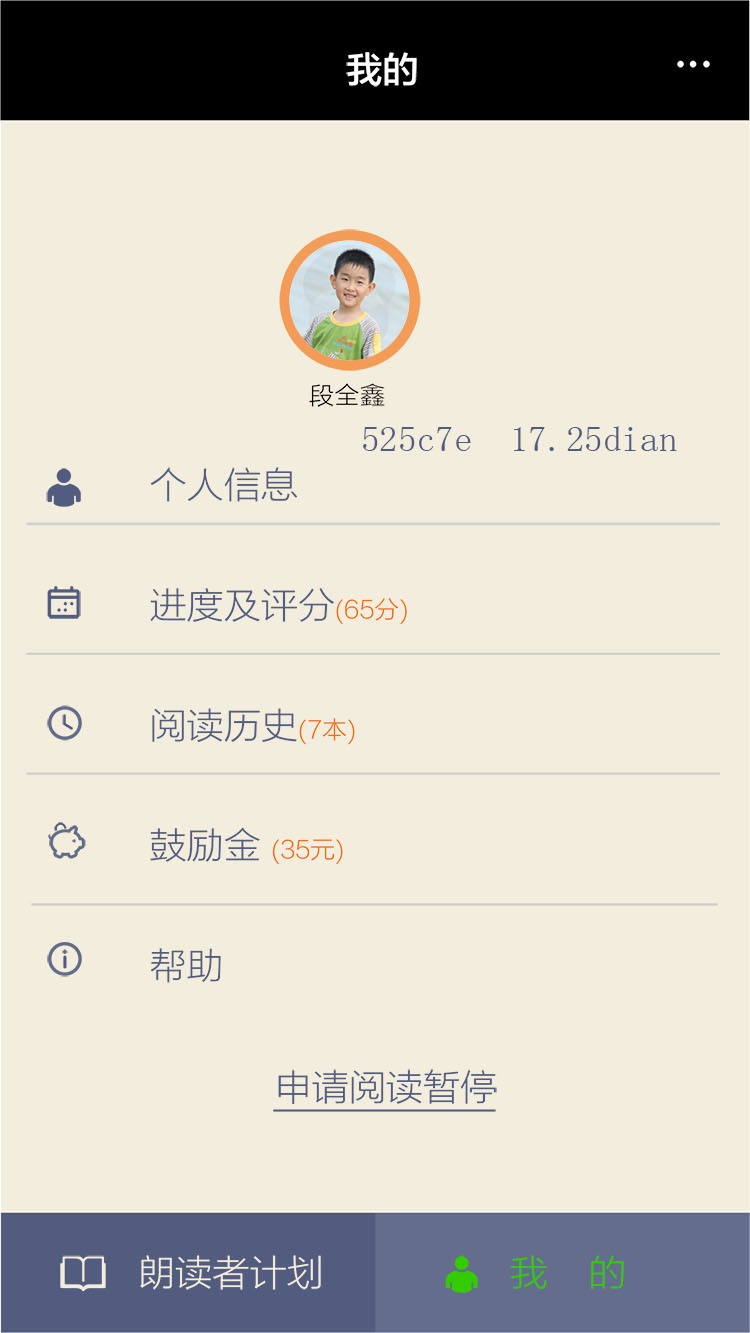 我的
段全鑫
525c7e 17.25dian
个人信息
进度及评分(65分)
阅读历史(7本)
鼓励金 (35元)
帮助
申请阅读暂停
朗读者计划 我 的